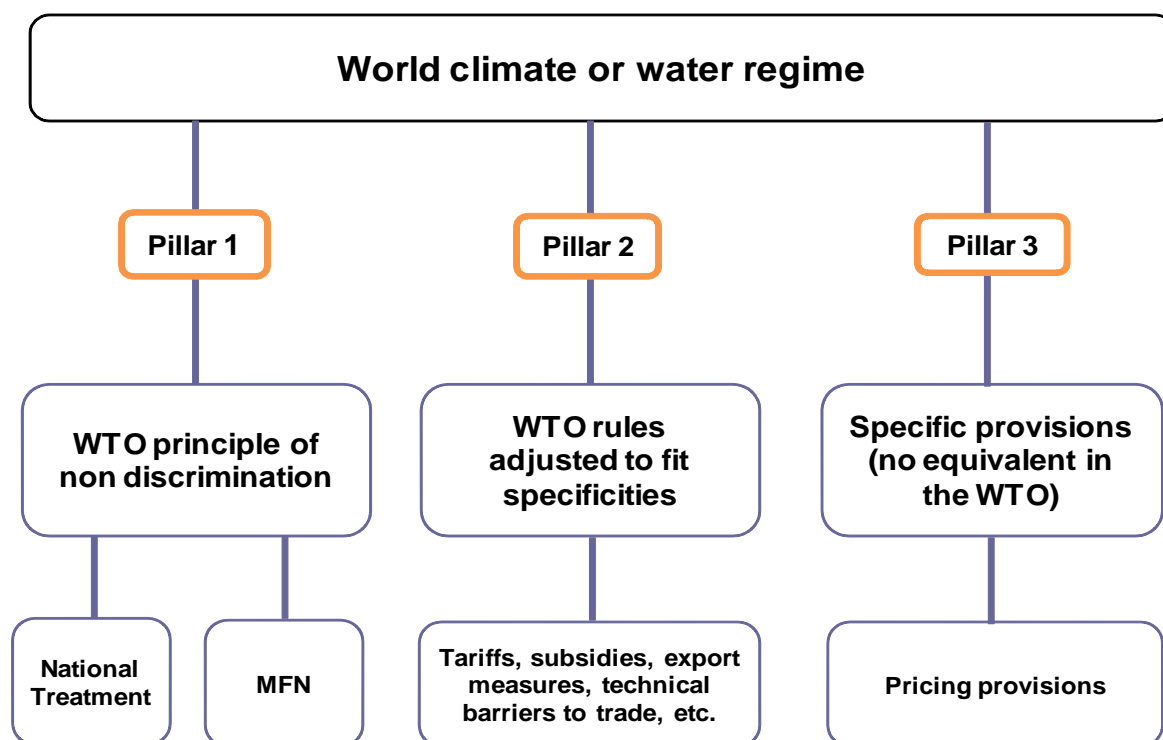 World climate or water regime
Pillar 1
Pillar 2
Pillar 3
WTO principle of
non discrimination
WTO rules
adjusted to fit
specificities
Specific provisions
(no equivalent in
the WTO)
National
Treatment
MFN
Tariffs, subsidies, export
measures, technical
barriers to trade, etc.
Pricing provisions